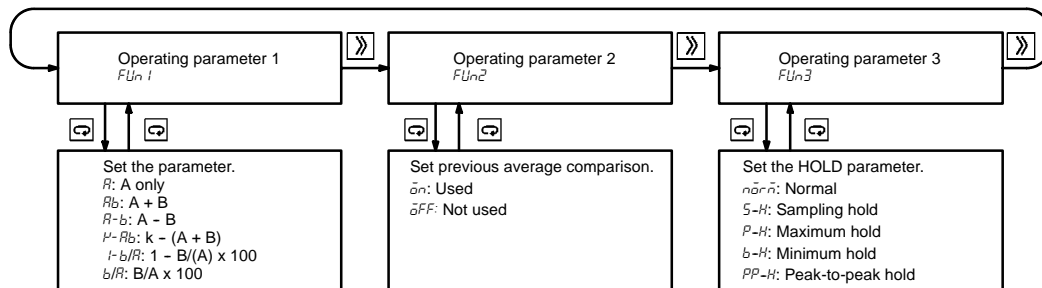 Operating parameter 1
FUn1
Operating parameter 2
FUn2
Operating parameter 3
FUn3
Set the parameter.
A: A only
Ab: A + B
A-b: A – B
K-Ab: k – (A + B)
1-b/A: 1 – B/(A) x 100
b/A: B/A x 100
Set previous average comparison.
on: Used
oFF: Not used
Set the HOLD parameter.
norm: Normal
S-H: Sampling hold
P-H: Maximum hold
b-H: Minimum hold
PP-H: Peak-to-peak hold